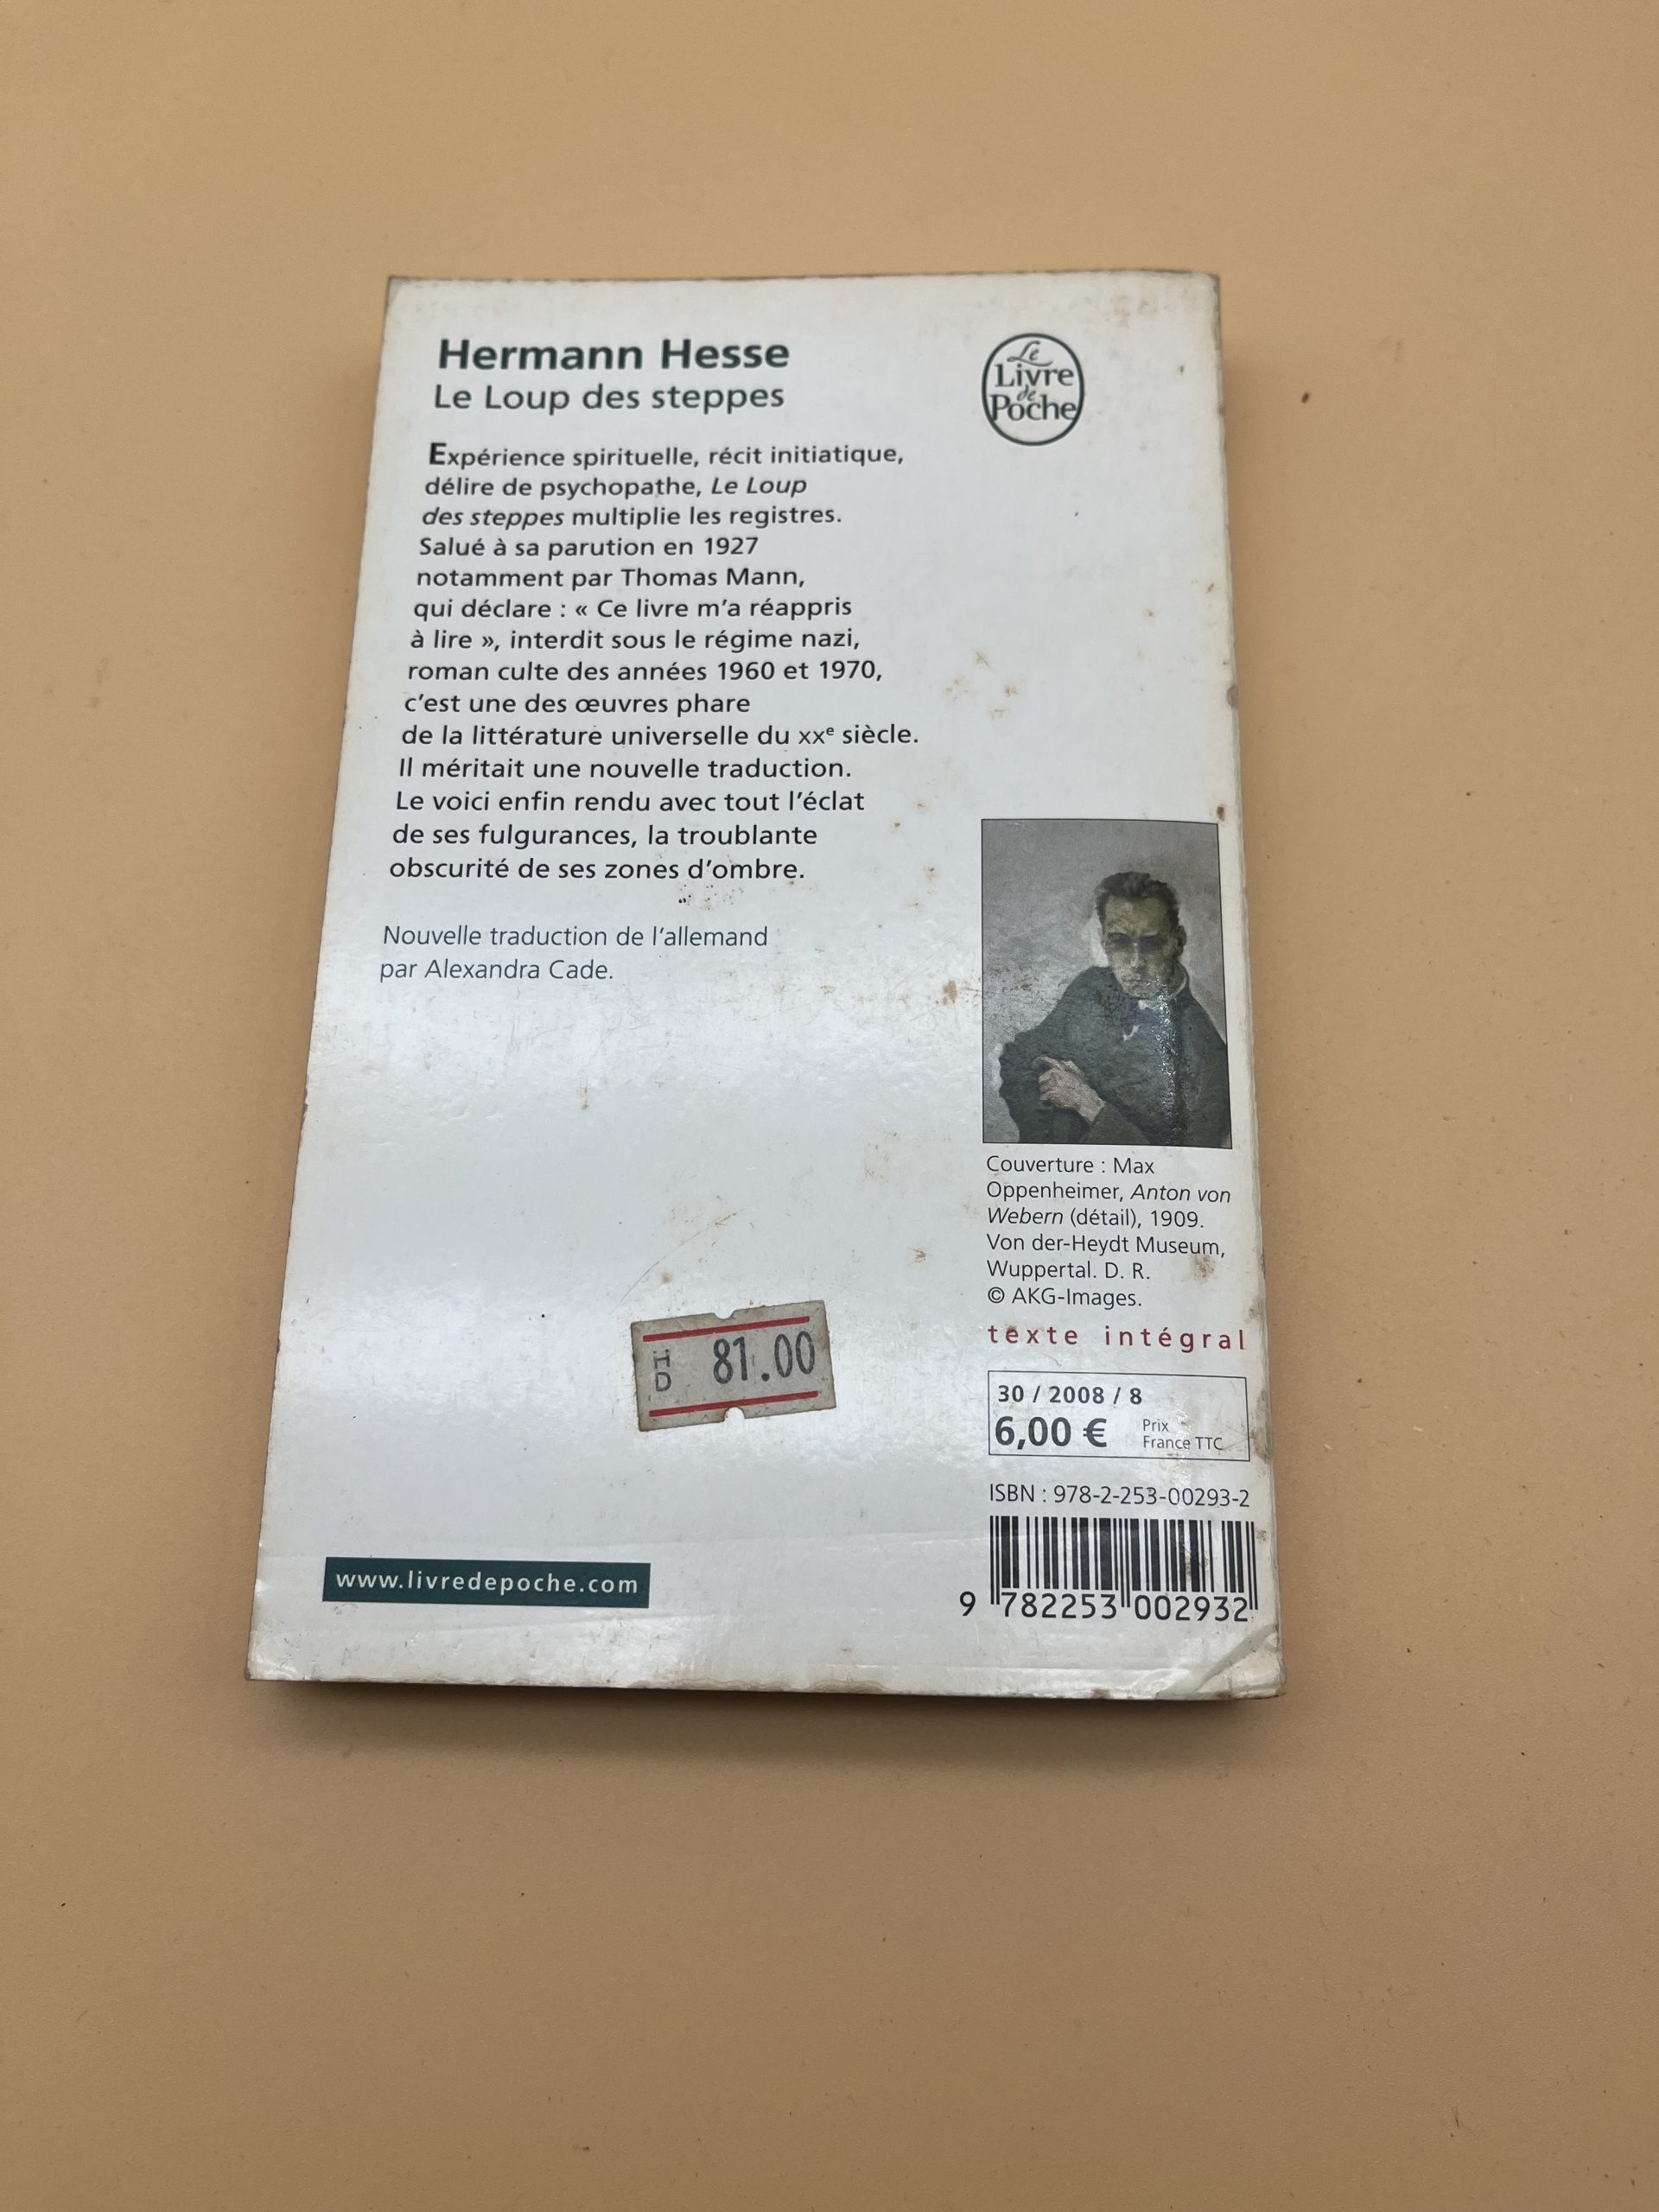 Hermann Hesse
Le Loup des steppes
Le
Livre
de
Poche
Expérience spirituelle, récit initiatique,
délire de psychopathe, Le Loup
des steppes multiplie les registres.
Salué à sa parution en 1927
notamment par Thomas Mann,
qui déclare : « Ce livre m'a réappris
à lire », interdit sous le régime nazi,
roman culte des années 1960 et 1970,
c'est une des œuvres phare
de la littérature universelle du XXe siècle.
Il méritait une nouvelle traduction.
Le voici enfin rendu avec tout l'éclat
de ses fulgurances, la troublante
obscurité de ses zones d'ombre.
Nouvelle traduction de l'allemand
par Alexandra Cade.
Couverture : Max
Oppenheimer, Anton von
Webern (détail), 1909.
Von der-Heydt Museum,
Wuppertal. D. R.
© AKG-Images.
texte intégral
HD 81.00
30 / 2008 / 8
6,00 € Prix
France TTC
ISBN : 978-2-253-00293-2
9 782253 002932
www.livredepoche.com